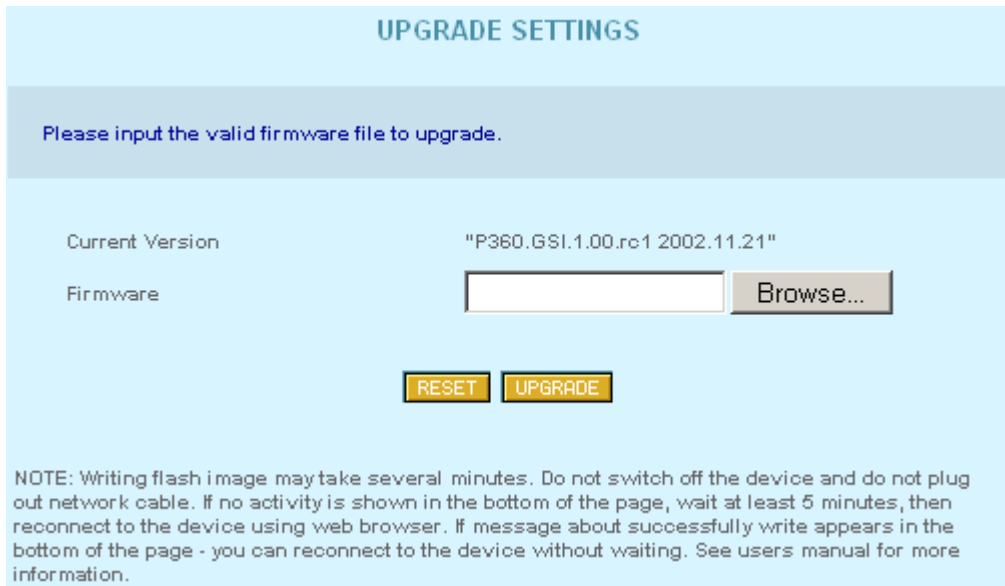 UPGRADE SETTINGS
Please input the valid firmware file to upgrade.
Current Version "P360.GSI.1.00.rc1 2002.11.21"
Firmware Browse...
RESET UPGRADE
NOTE: Writing flash image may take several minutes. Do not switch off the device and do not plug
out network cable. If no activity is shown in the bottom of the page, wait at least 5 minutes, then
reconnect to the device using web browser. If message about successfully write appears in the
bottom of the page - you can reconnect to the device without waiting. See users manual for more
information.